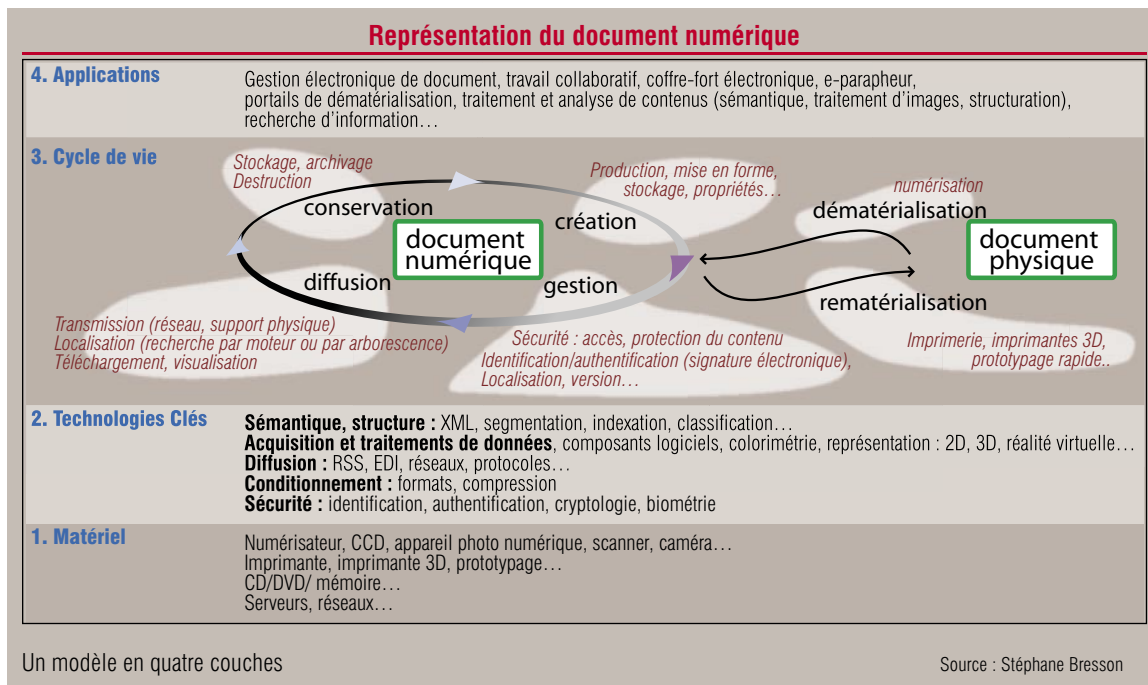 Représentation du document numérique
4. Applications
Gestion électronique de document, travail collaboratif, coffre-fort électronique, e-parapheur,
portails de dématérialisation, traitement et analyse de contenus (sémantique, traitement d'images, structuration),
recherche d'information…
3. Cycle de vie
Stockage, archivage
Destruction
conservation
Production, mise en forme,
stockage, propriétés…
création
numérisation
dématérialisation
document
numérique
document
physique
diffusion
gestion
rematérialisation
Transmission (réseau, support physique)
Localisation (recherche par moteur ou par arborescence)
Téléchargement, visualisation
Sécurité : accès, protection du contenu
Identification/authentification (signature électronique),
Localisation, version…
Imprimerie, imprimantes 3D,
prototypage rapide..
2. Technologies Clés
Sémantique, structure : XML, segmentation, indexation, classification…
Acquisition et traitements de données, composants logiciels, colorimétrie, représentation : 2D, 3D, réalité virtuelle…
Diffusion : RSS, EDI, réseaux, protocoles…
Conditionnement : formats, compression
Sécurité : identification, authentification, cryptologie, biométrie
1. Matériel
Numérisateur, CCD, appareil photo numérique, scanner, caméra…
Imprimante, imprimante 3D, prototypage…
CD/DVD/ mémoire…
Serveurs, réseaux…
Un modèle en quatre couches
Source : Stéphane Bresson